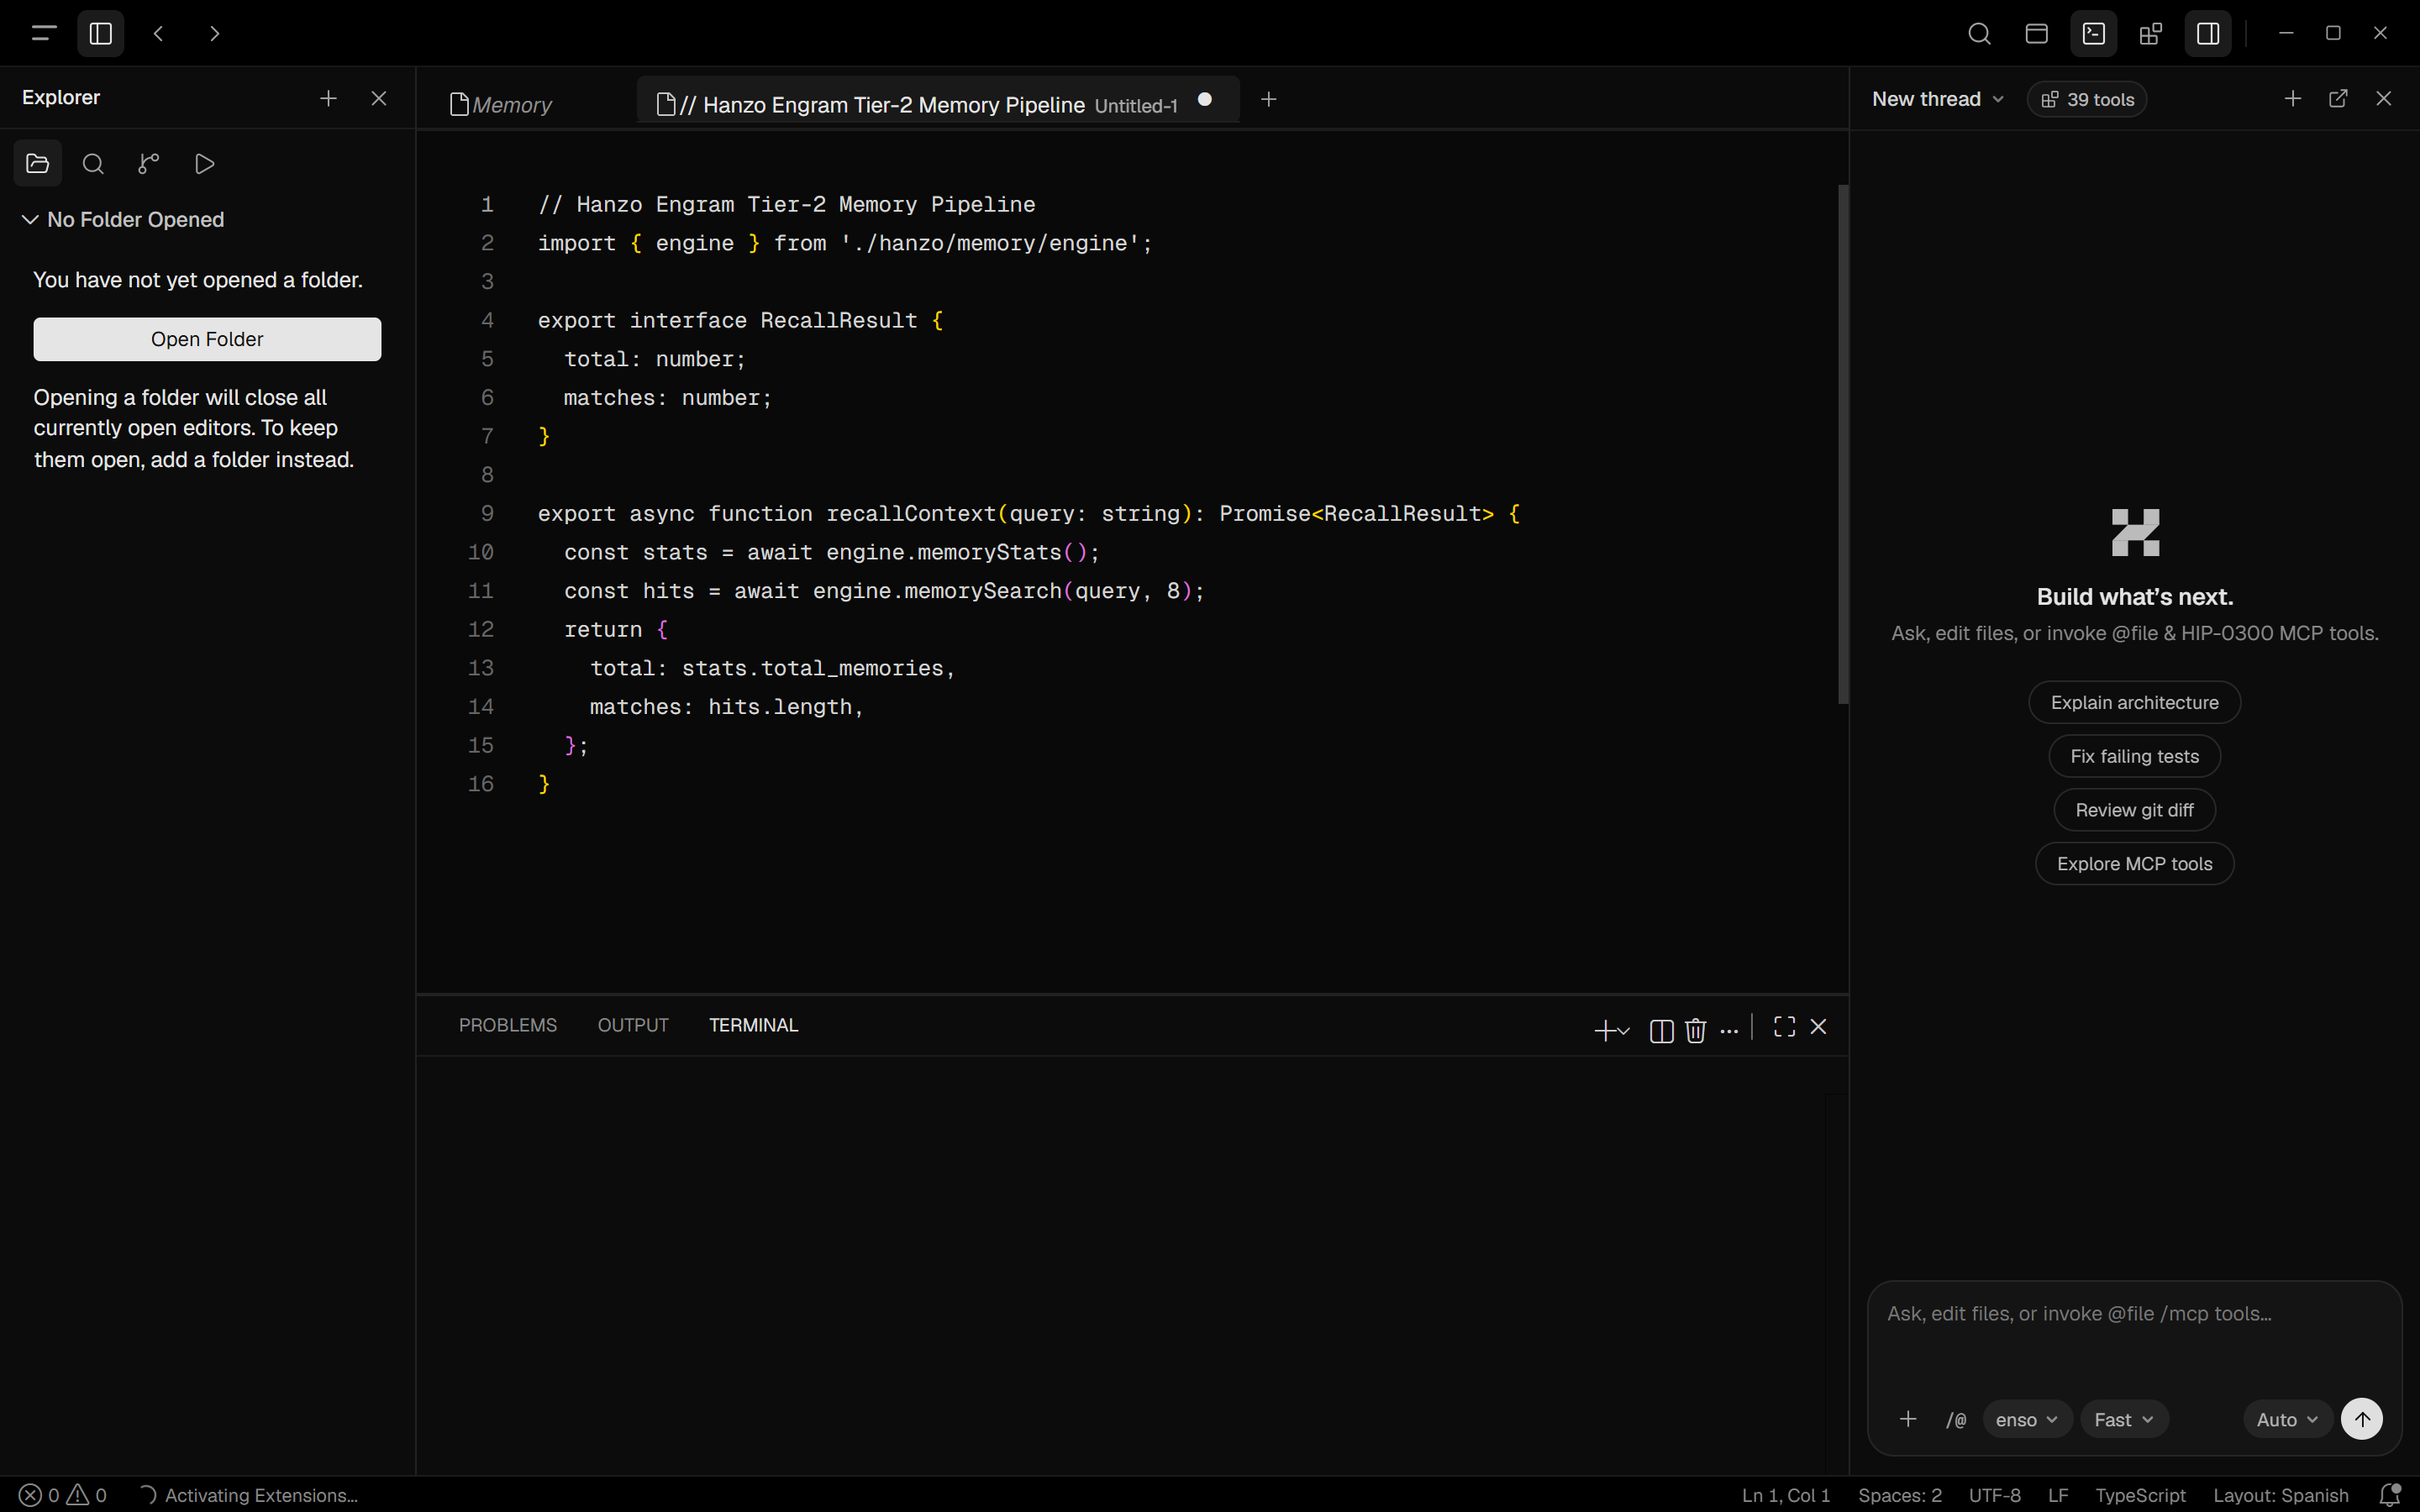 Explorer
Memory
// Hanzo Engram Tier-2 Memory Pipeline Untitled-1
New thread
39 tools
No Folder Opened
You have not yet opened a folder.
Open Folder
Opening a folder will close all
currently open editors. To keep
them open, add a folder instead.
1 // Hanzo Engram Tier-2 Memory Pipeline
2 import { engine } from './hanzo/memory/engine';
3
4 export interface RecallResult {
5   total: number;
6   matches: number;
7 }
8
9 export async function recallContext(query: string): Promise<RecallResult> {
10   const stats = await engine.memoryStats();
11   const hits = await engine.memorySearch(query, 8);
12   return {
13     total: stats.total_memories,
14     matches: hits.length,
15   };
16 }
PROBLEMS OUTPUT TERMINAL
Build what’s next.
Ask, edit files, or invoke @file & HIP-0300 MCP tools.
Explain architecture
Fix failing tests
Review git diff
Explore MCP tools
Ask, edit files, or invoke @file /mcp tools...
/@ enso Fast Auto
0 0 Activating Extensions...
Ln 1, Col 1 Spaces: 2 UTF-8 LF TypeScript Layout: Spanish